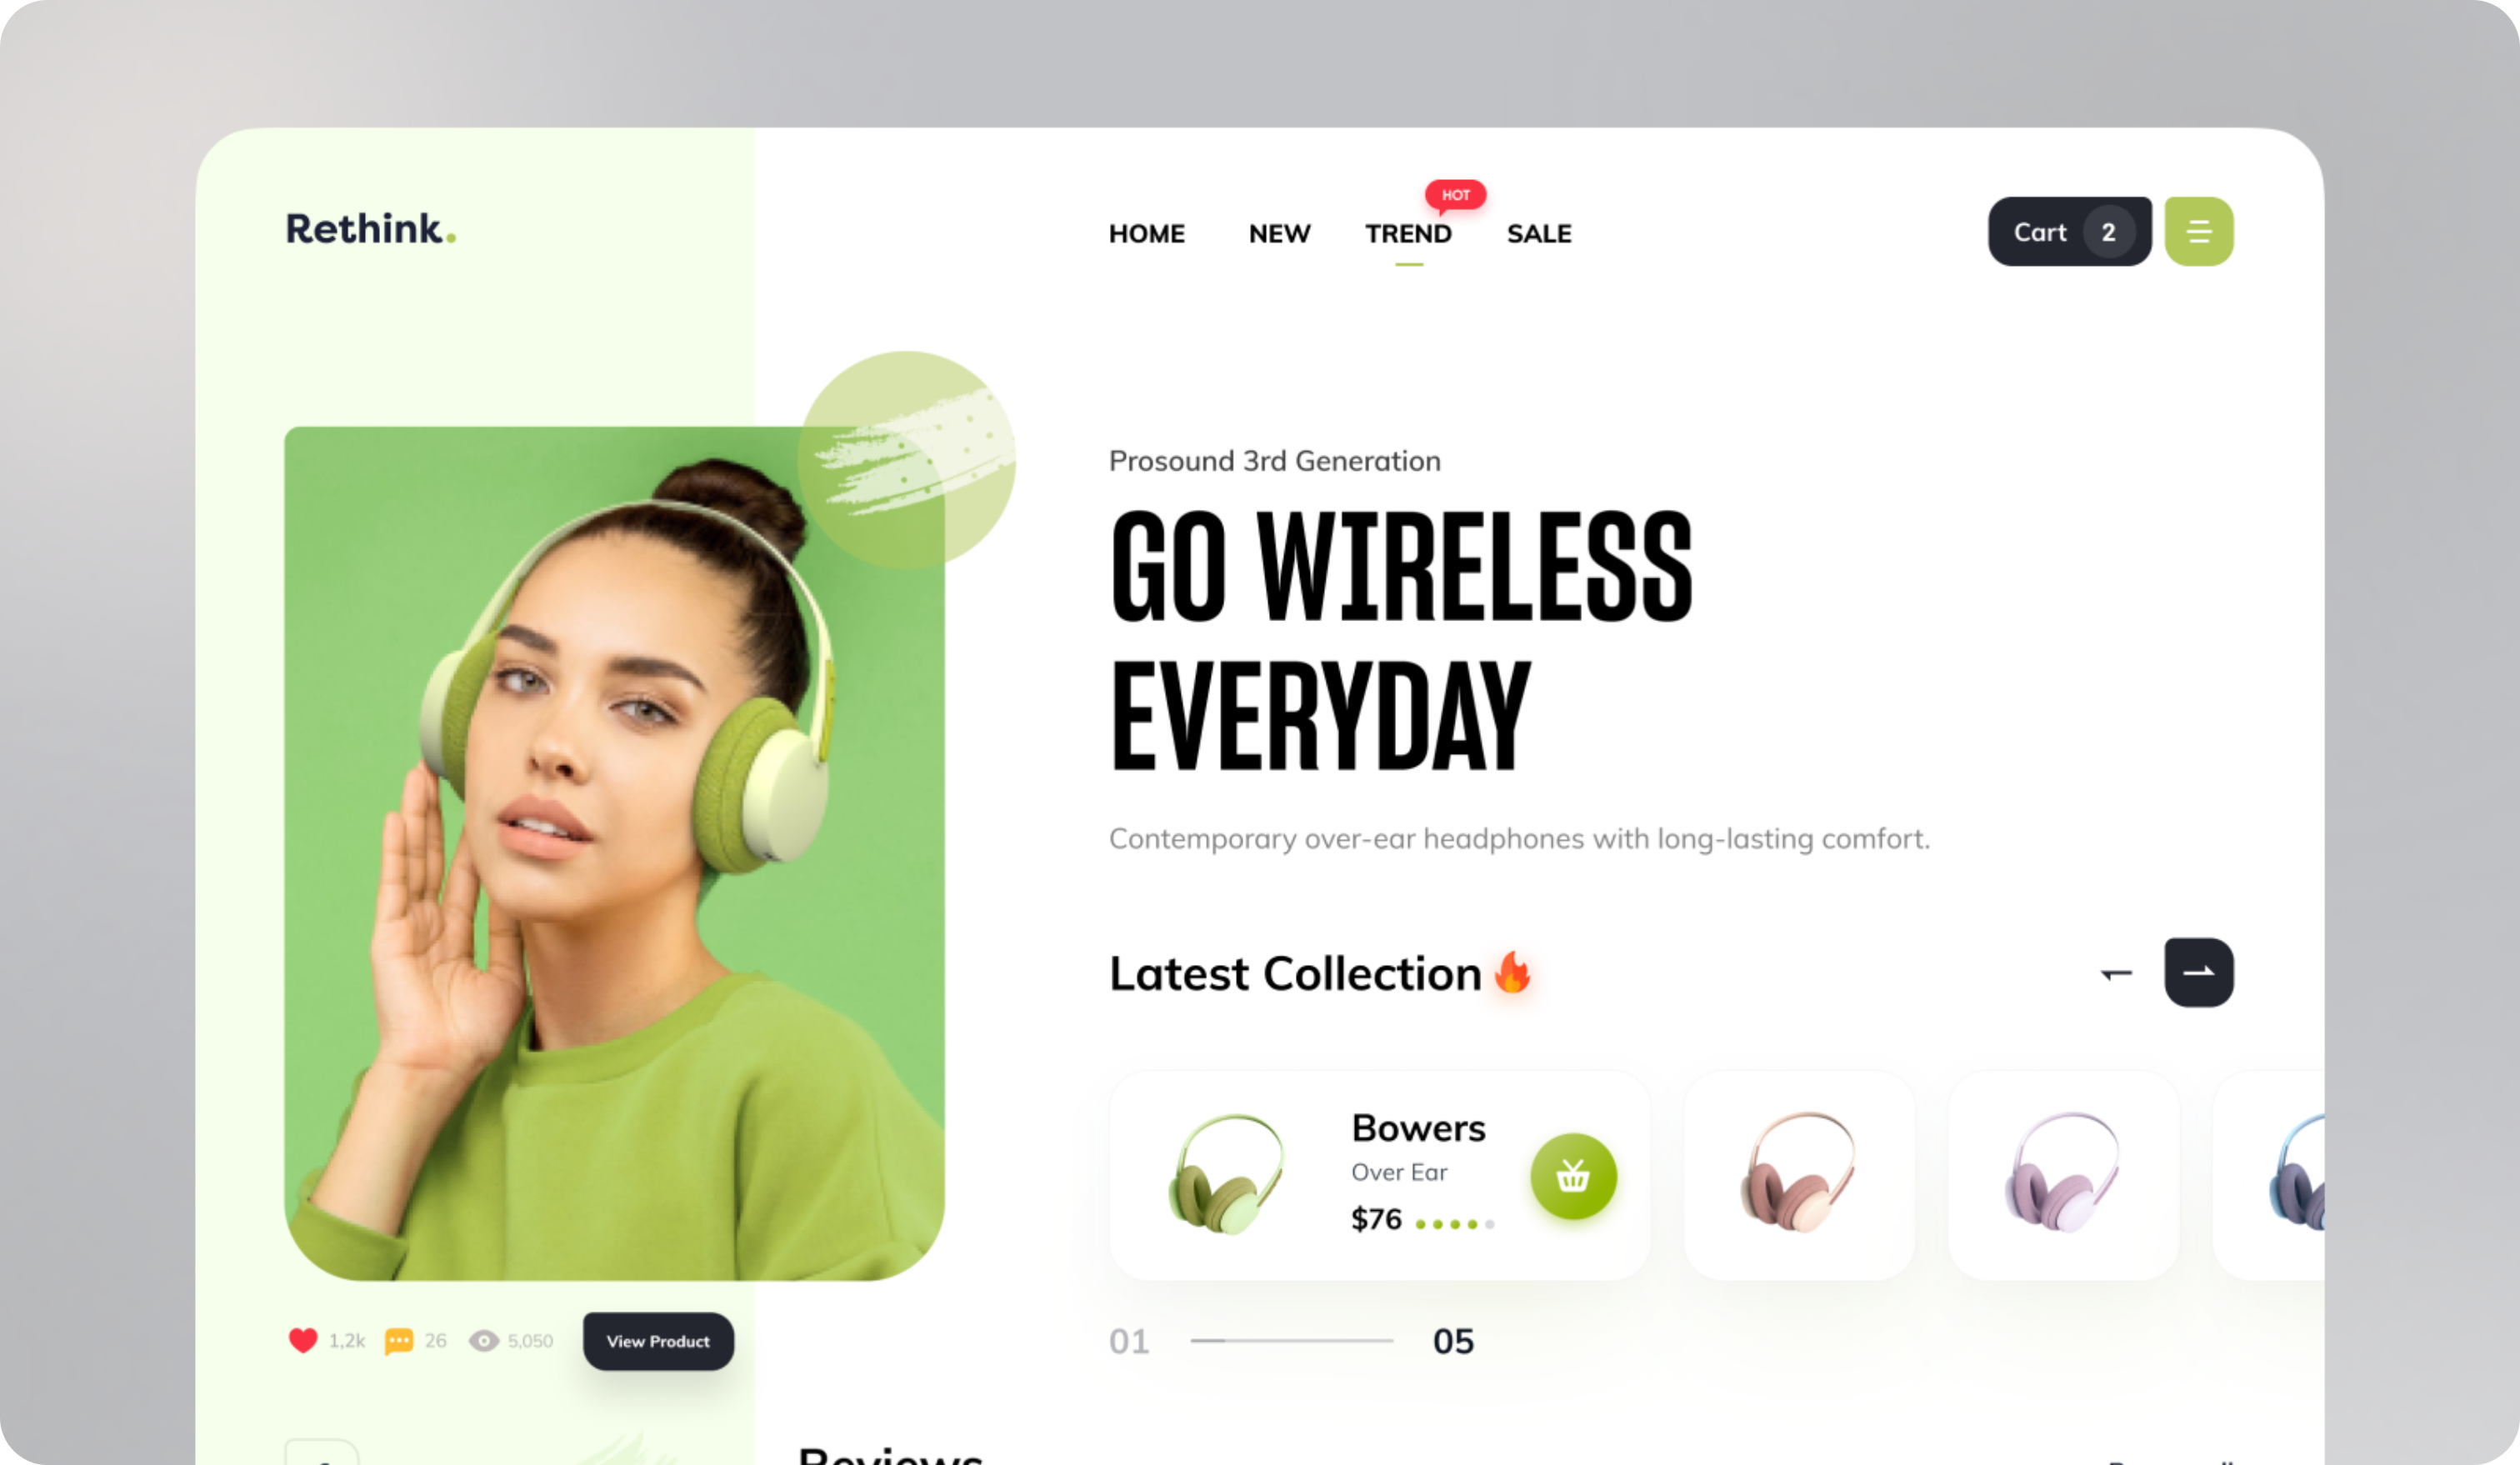 Rethink.
HOME NEW TREND SALE
HOT
Cart 2
Prosound 3rd Generation
GO WIRELESS
EVERYDAY
Contemporary over-ear headphones with long-lasting comfort.
Latest Collection
Bowers
Over Ear
$76
1,2k 26 5,050 View Product
01 05
Reviews